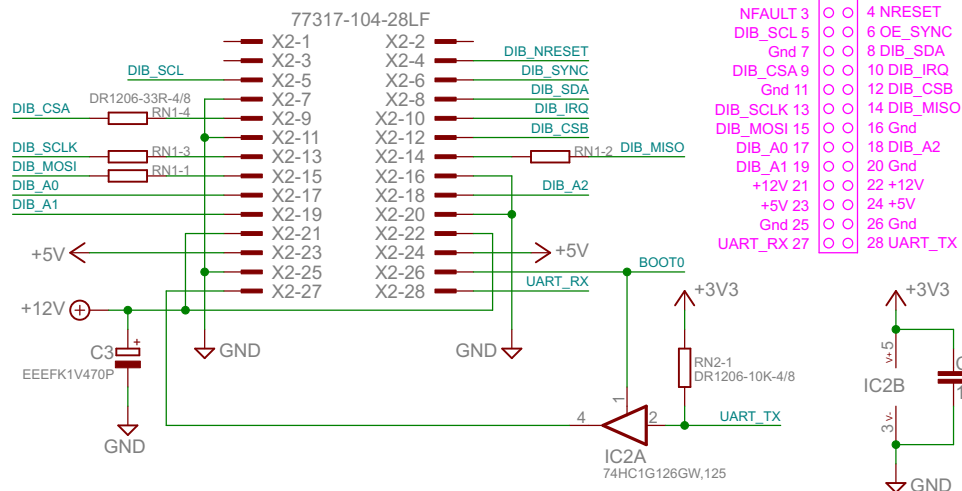 77317-104-28LF
X2-1 X2-2
X2-3 DIB_NRESET X2-4
DIB_SCL X2-5 X2-6 DIB_SYNC
X2-7 X2-8 DIB_SDA
DR1206-33R-4/8
DIB_CSA RN1-4 X2-9 X2-10 DIB_IRQ
X2-11 X2-12 DIB_CSB
DIB_SCLK RN1-3 X2-13 X2-14 RN1-2 DIB_MISO
DIB_MOSI RN1-1 X2-15 X2-16
DIB_A0 X2-17 X2-18 DIB_A2
DIB_A1 X2-19 X2-20
X2-21 X2-22
+5V X2-23 X2-24 +5V
X2-25 X2-26 BOOT0
X2-27 X2-28 UART_RX
+12V
+
C3
EEEFK1V470P
GND
GND
GND
+3V3
RN2-1
DR1206-10K-4/8
1
4
2
UART_TX
IC2A
74HC1G126GW,125
NFAULT 3 4 NRESET
DIB_SCL 5 6 OE_SYNC
Gnd 7 8 DIB_SDA
DIB_CSA 9 10 DIB_IRQ
Gnd 11 12 DIB_CSB
DIB_SCLK 13 14 DIB_MISO
DIB_MOSI 15 16 Gnd
DIB_A0 17 18 DIB_A2
DIB_A1 19 20 Gnd
+12V 21 22 +12V
+5V 23 24 +5V
Gnd 25 26 Gnd
UART_RX 27 28 UART_TX
+3V3
V+ 5
IC2B
3 V-
GND